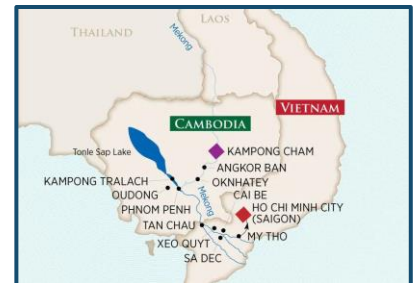 LAOS
THAILAND
Mekong
VIETNAM
CAMBODIA
KAMPONG CHAM
Tonle Sap Lake
ANGKOR BAN
KAMPONG TRALACH
OKNHATEY
OUDONG
CAI BE
PHNOM PENH
Mekong
HO CHI MINH CITY
(SAIGON)
TAN CHAU
MY THO
XEO QUYT
SA DEC